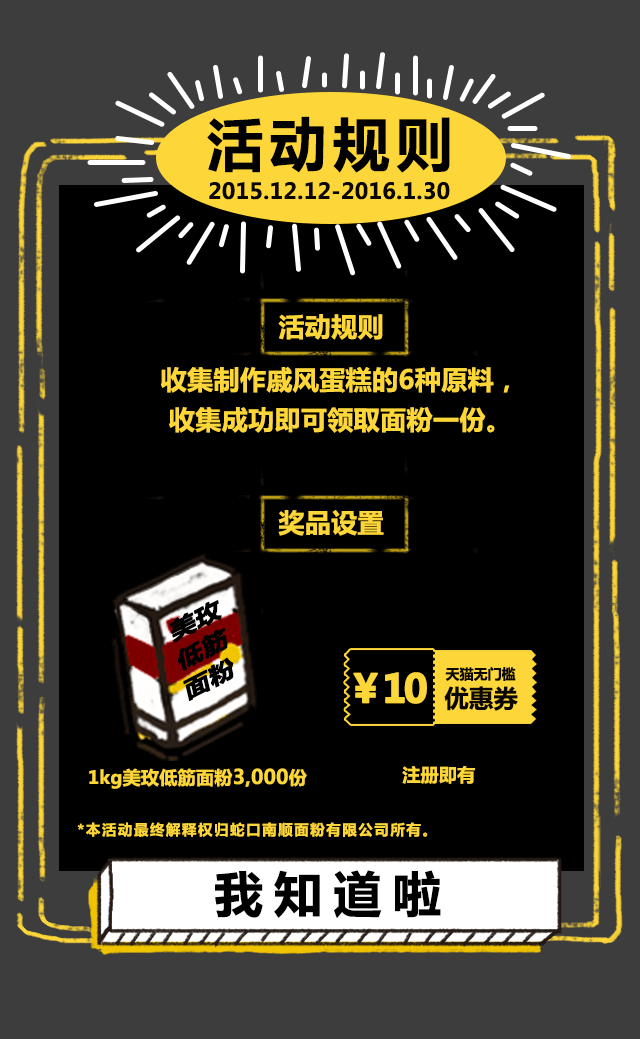 活动规则
2015.12.12-2016.1.30
活动规则
收集制作戚风蛋糕的6种原料，
收集成功即可领取面粉一份。
奖品设置
美玫
低筋
面粉
¥10
天猫无门槛
优惠券
1kg美玫低筋面粉3,000份
注册即有
*本活动最终解释权归蛇口南顺面粉有限公司所有。
我知道啦